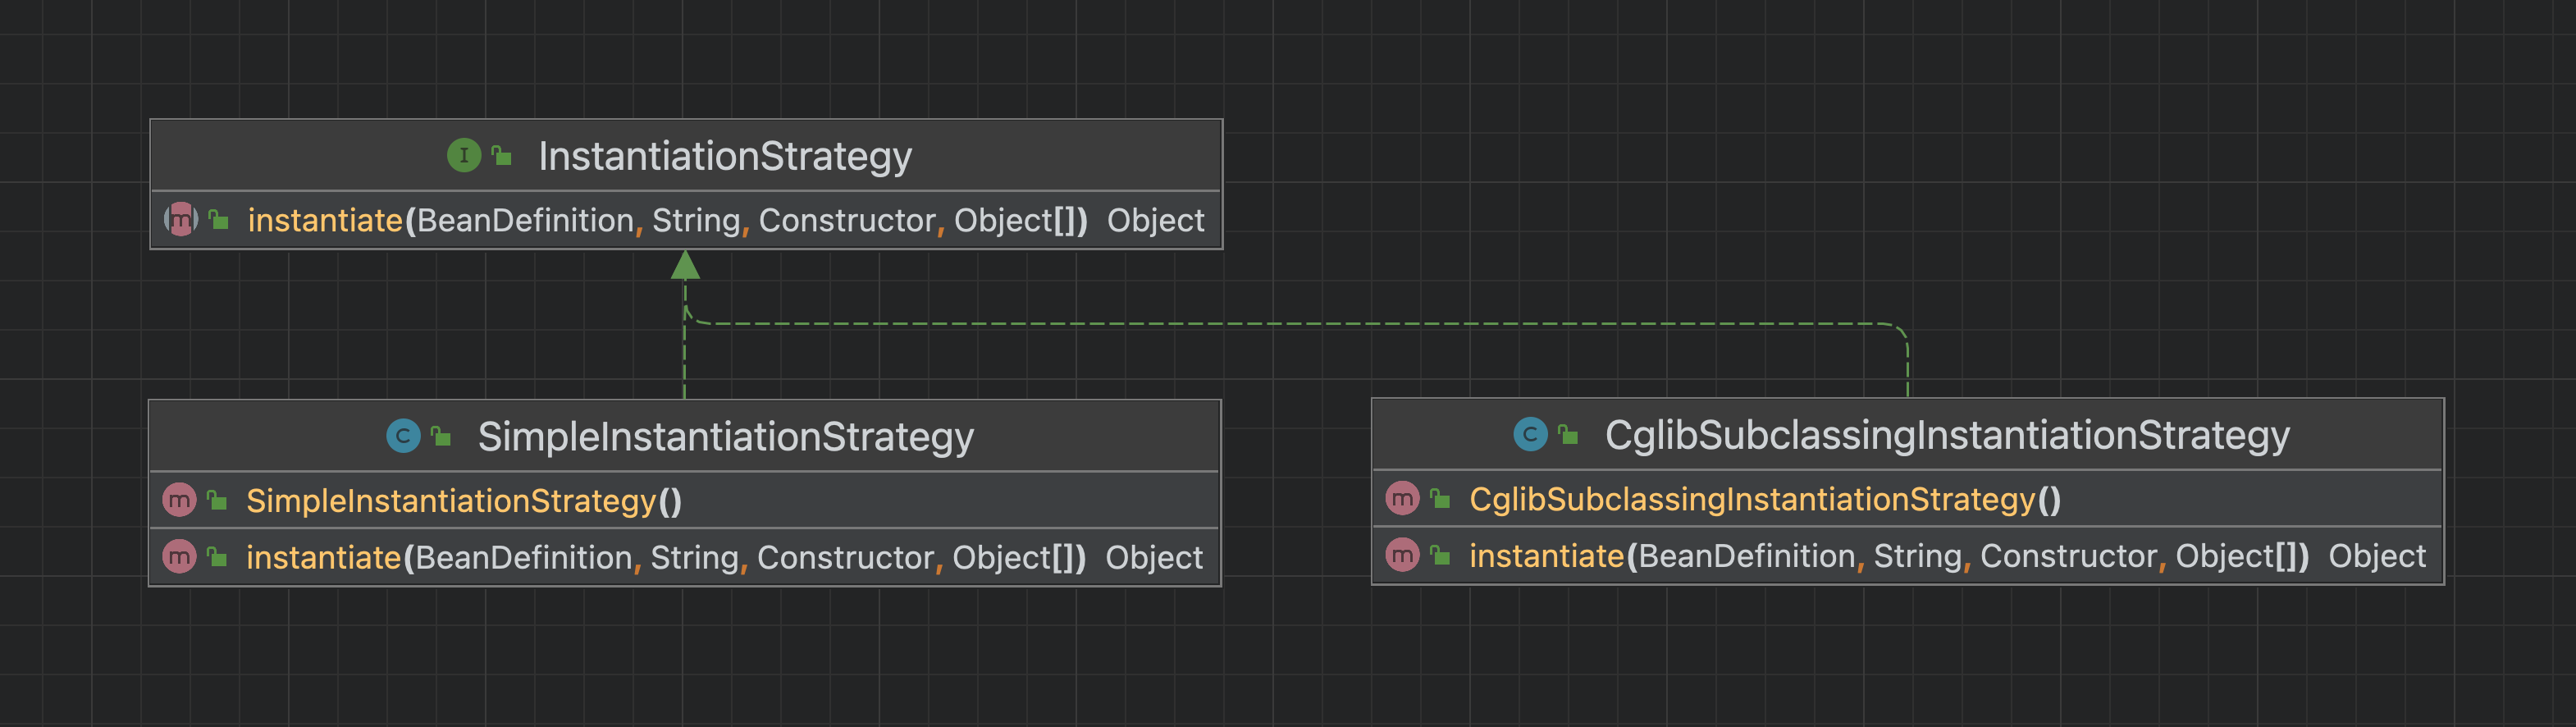 I InstantiationStrategy
m instantiate(BeanDefinition, String, Constructor, Object[]) Object
C SimpleInstantiationStrategy
m SimpleInstantiationStrategy()
m instantiate(BeanDefinition, String, Constructor, Object[]) Object
C CglibSubclassingInstantiationStrategy
m CglibSubclassingInstantiationStrategy()
m instantiate(BeanDefinition, String, Constructor, Object[]) Object